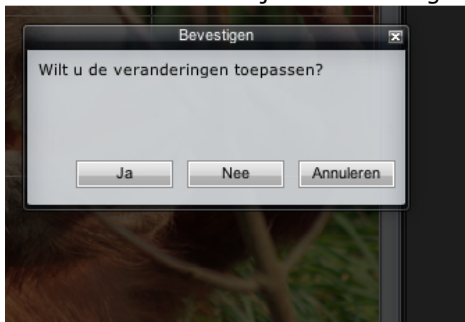 Bevestigen
Wilt u de veranderingen toepassen?
Ja
Nee
Annuleren